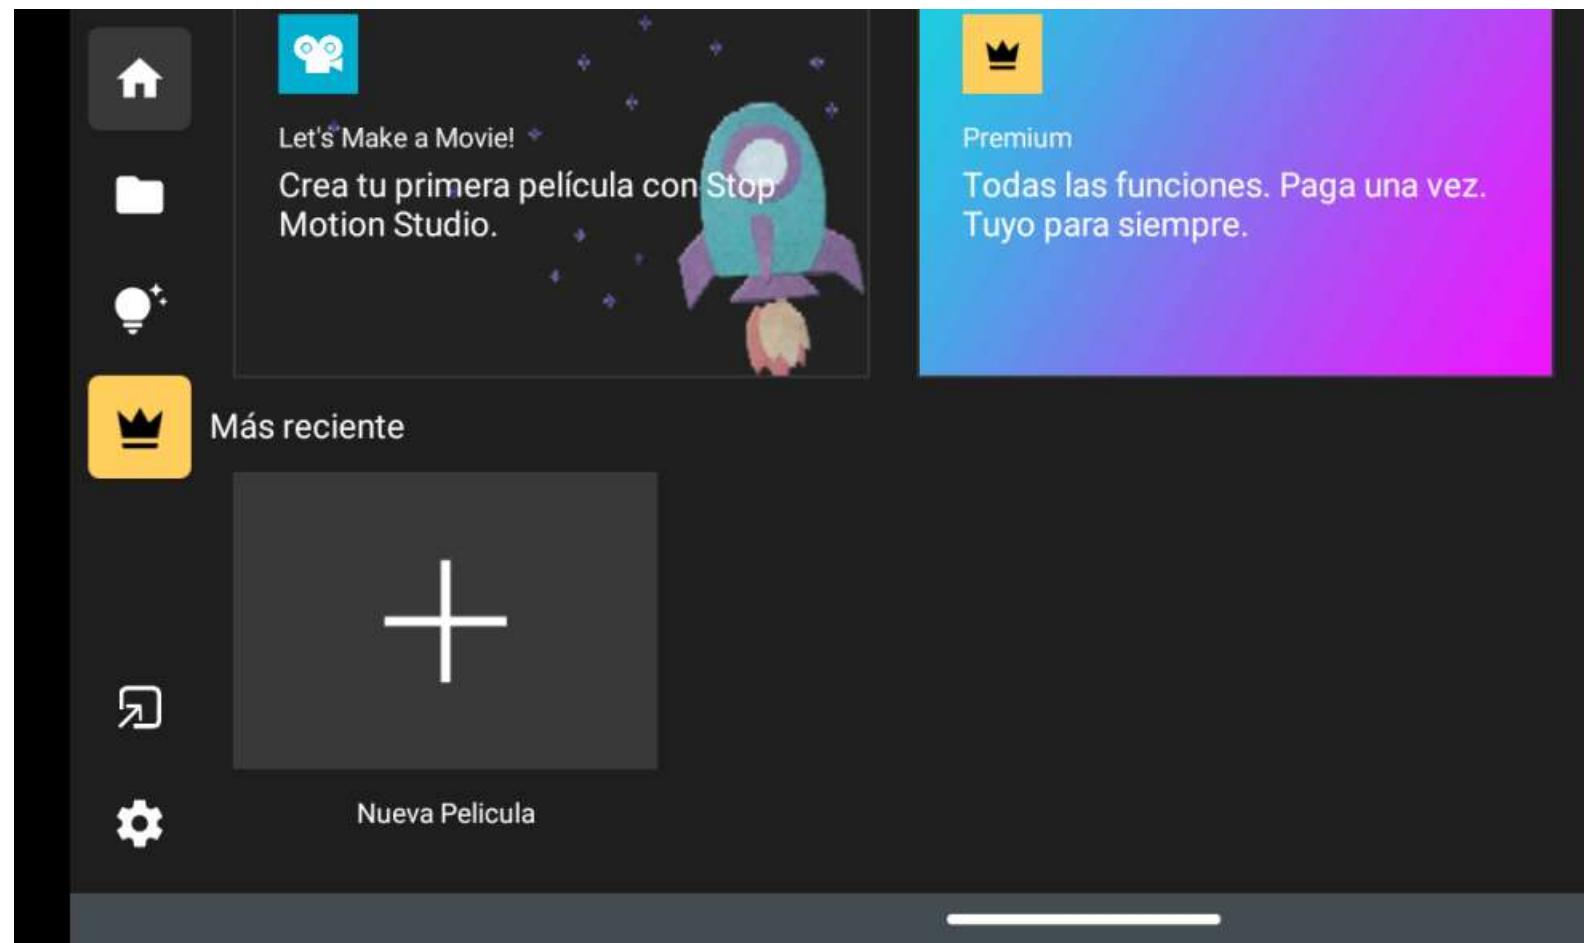 Let's Make a Movie!
Crea tu primera película con Stop
Motion Studio.
Premium
Todas las funciones. Paga una vez.
Tuyo para siempre.
Más reciente
Nueva Pelicula